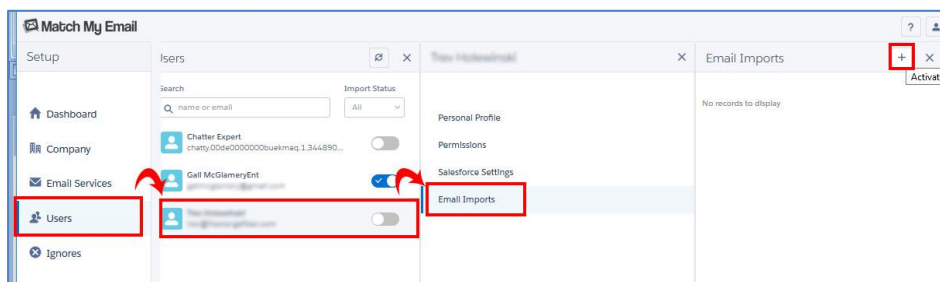 Match My Email
?
Setup
Users
Email Imports
+
Activat
Dashboard
Company
Email Services
Users
Ignores
Search
Import Status
name or email
All
Chatter Expert
chatty.00de0000000buekmaq.1.344890...
Gall McGlameryEnt
Personal Profile
Permissions
Salesforce Settings
Email Imports
No records to display